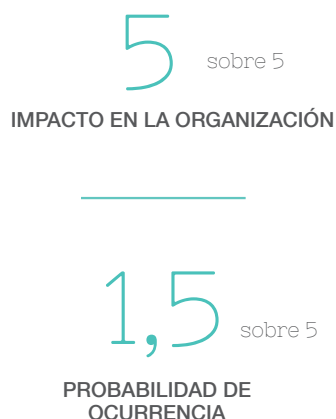 5 sobre 5
IMPACTO EN LA ORGANIZACIÓN
1,5 sobre 5
PROBABILIDAD DE
OCURRENCIA